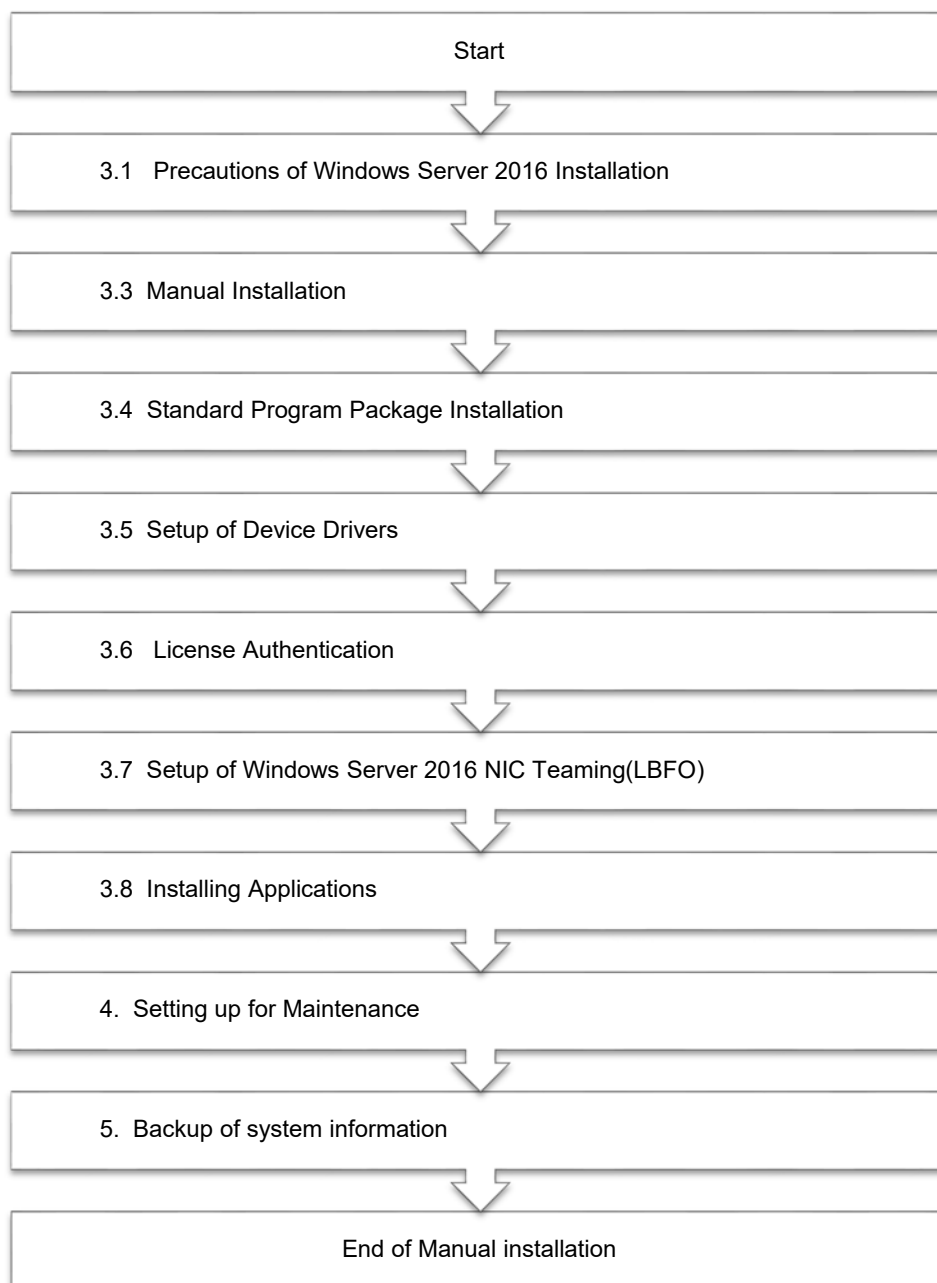 Start
3.1 Precautions of Windows Server 2016 Installation
3.3 Manual Installation
3.4 Standard Program Package Installation
3.5 Setup of Device Drivers
3.6 License Authentication
3.7 Setup of Windows Server 2016 NIC Teaming(LBFO)
3.8 Installing Applications
4. Setting up for Maintenance
5. Backup of system information
End of Manual installation